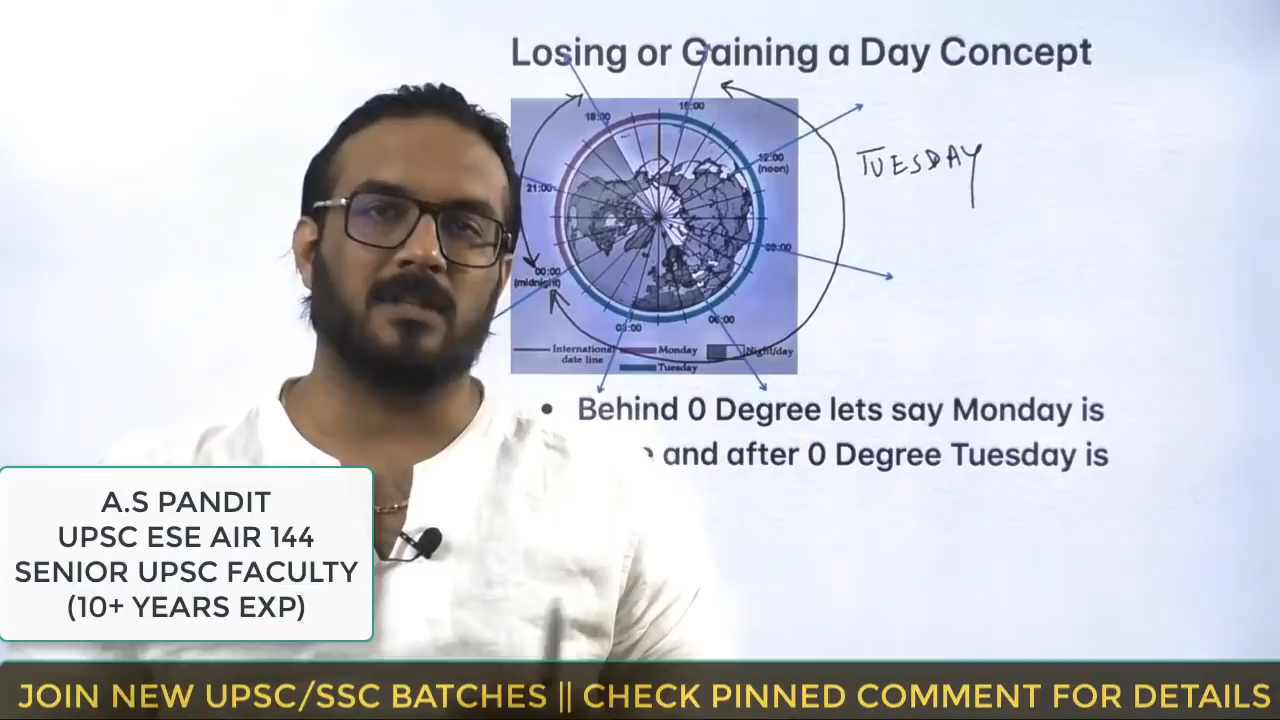 Losing or Gaining a Day Concept
15:00
18:00
12:00
(noon)
TUESDAY
21:00
09:00
00:00
(midnight)
03:00
06:00
International
date line
Monday
Night/day
Tuesday
• Behind 0 Degree lets say Monday is
and after 0 Degree Tuesday is
A.S PANDIT
UPSC ESE AIR 144
SENIOR UPSC FACULTY
(10+ YEARS EXP)
JOIN NEW UPSC/SSC BATCHES || CHECK PINNED COMMENT FOR DETAILS